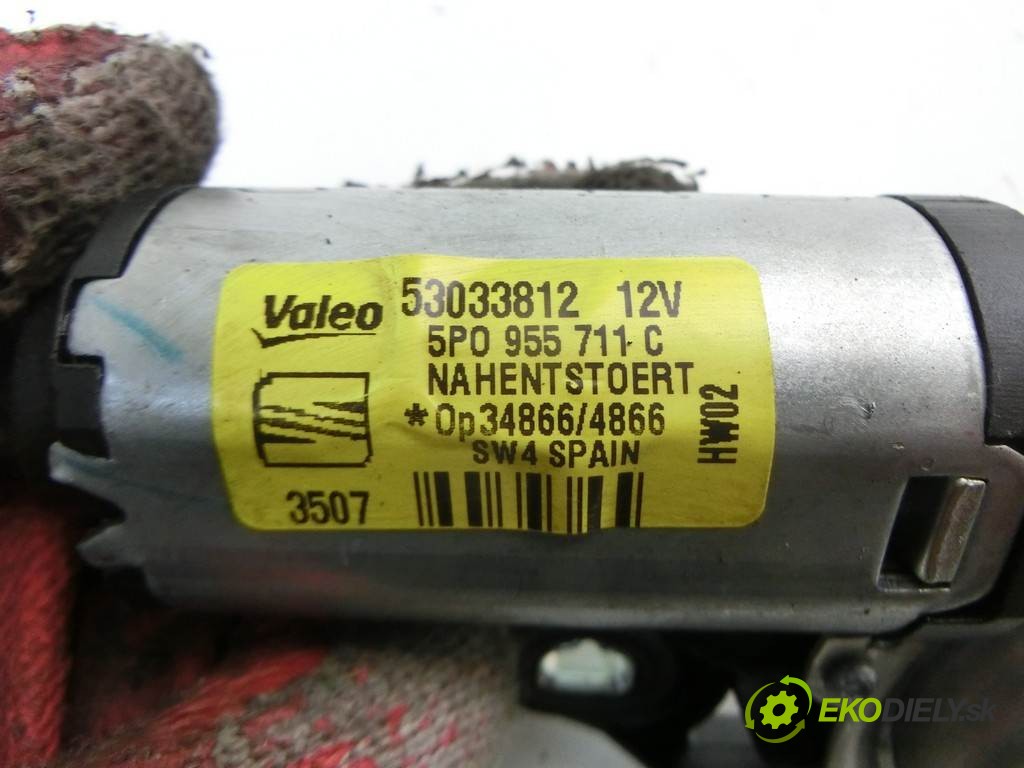 Valeo 53033812 12V
5P0 955 711 C
NAHENTSTOERT
*Op34866/4866
SW4 SPAIN
HW02
3507
EKODIELY.sk